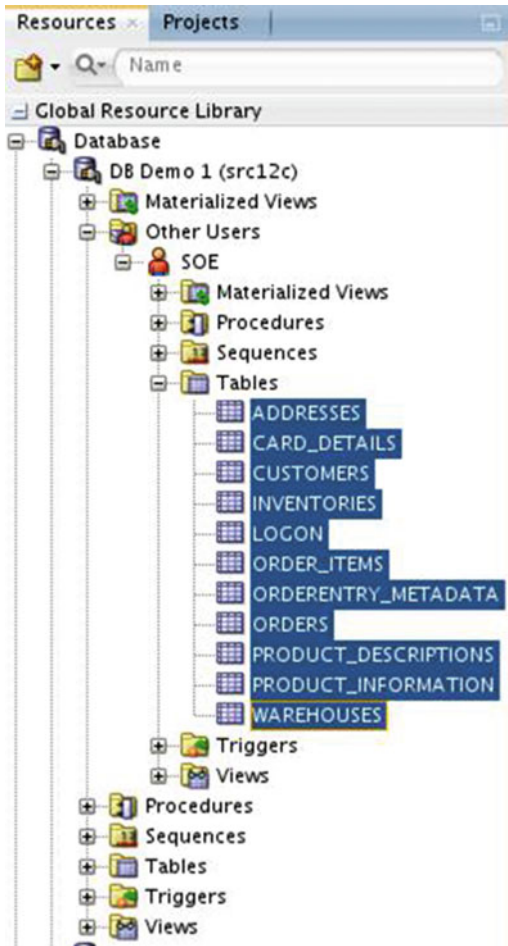 Resources Projects
Name
Global Resource Library
Database
DB Demo 1 (src12c)
Materialized Views
Other Users
SOE
Materialized Views
Procedures
Sequences
Tables
ADDRESSES
CARD_DETAILS
CUSTOMERS
INVENTORIES
LOGON
ORDER_ITEMS
ORDERENTRY_METADATA
ORDERS
PRODUCT_DESCRIPTIONS
PRODUCT_INFORMATION
WAREHOUSES
Triggers
Views
Procedures
Sequences
Tables
Triggers
Views